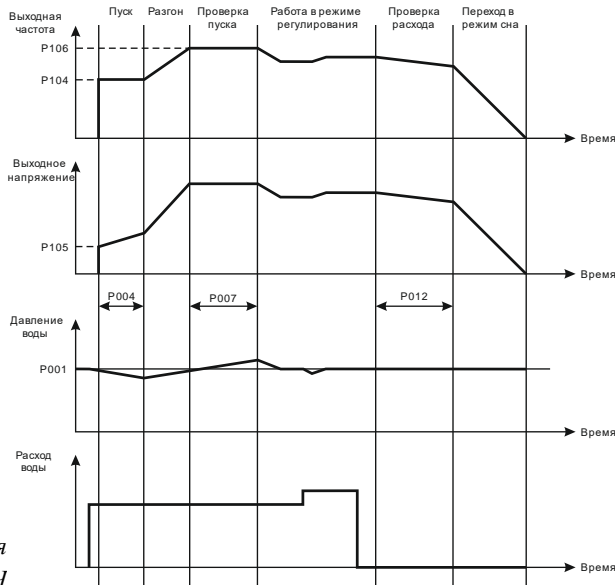 Пуск
Разгон
Проверка
пуска
Работа в режиме
регулирования
Проверка
расхода
Переход в
режим сна
Выходная
частота
P106
P104
Время
Выходное
напряжение
P105
Время
P004
P007
P012
Давление
воды
P001
Время
Расход
воды
Время